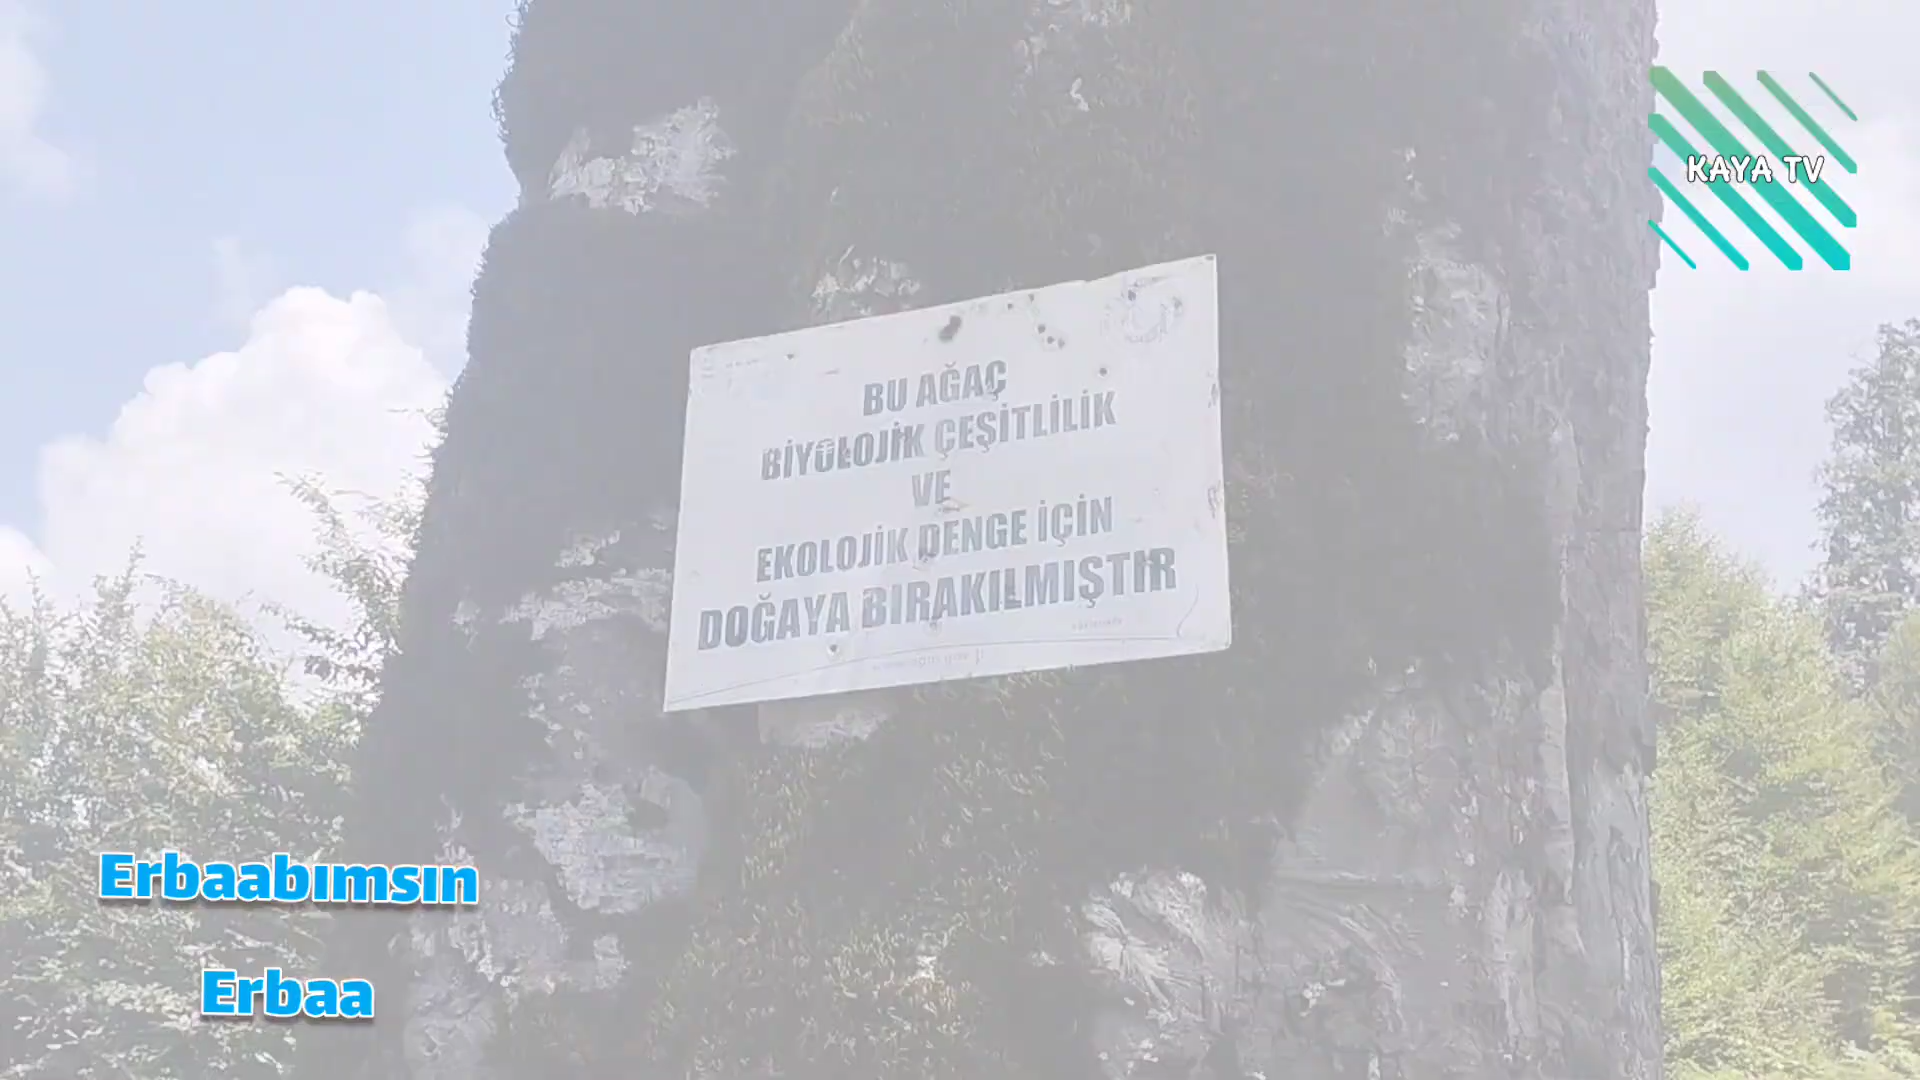 KAYA TV
BU AĞAÇ
BİYOLOJİK ÇEŞİTLİLİK
VE
EKOLOJİK DENGE İÇİN
DOĞAYA BIRAKILMIŞTIR
Erbaabımsın
Erbaa